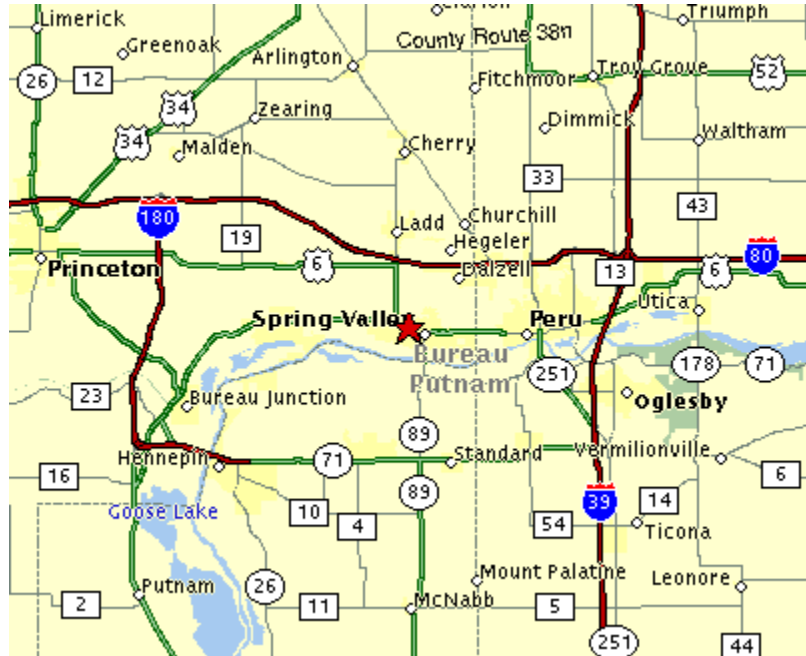 Clarion
Triumph
Limerick
County Route 38n
Greenoak
Arlington
Troy Grove
52
26
12
Fitchmoor
34
Zearing
Dimmick
34
Cherry
Waltham
Malden
33
43
180
Ladd
Churchill
19
Hegeler
80
Princeton
6
Dalzell
13
6
Utica
Spring Valle
Peru
Bureau
Putnam
178
71
251
23
Bureau Junction
Oglesby
89
Hennepin
71
Standard
Vermilionville
16
6
89
39
14
Goose Lake
10
4
54
Ticona
Putnam
26
Mount Palatine
Leonore
2
11
McNabb
5
251
44